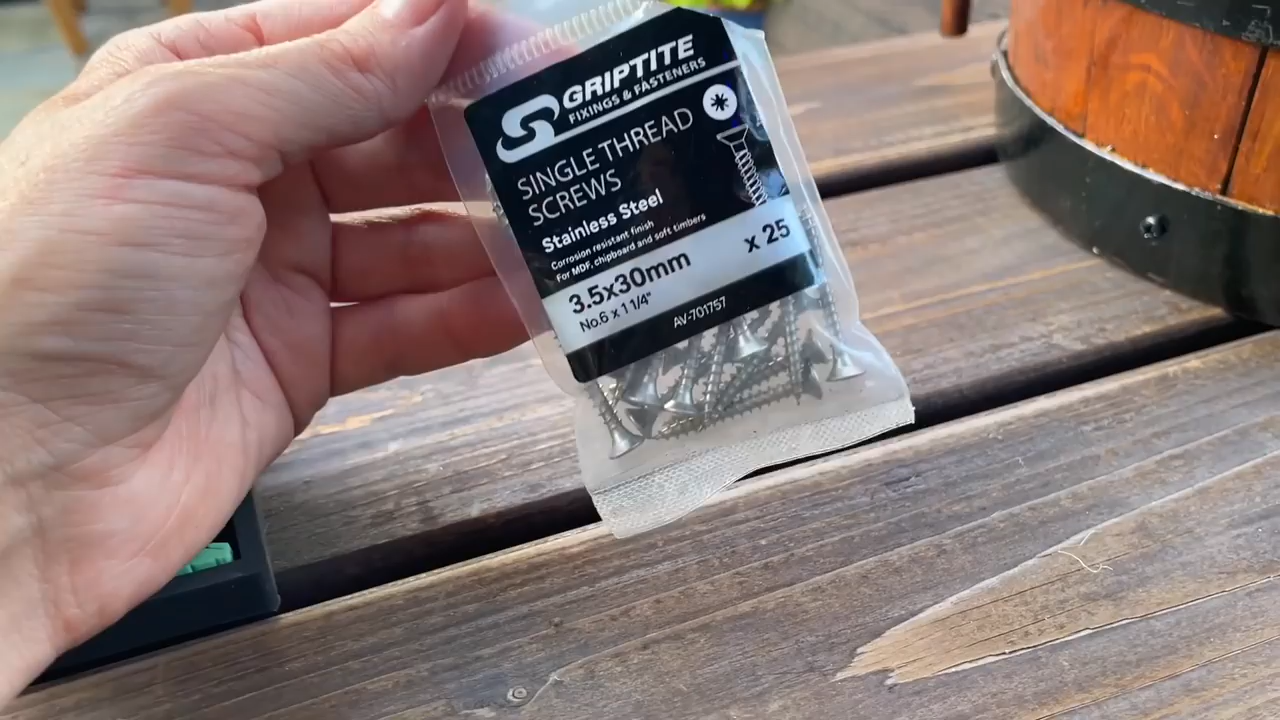 GRIPTITE
FIXINGS & FASTENERS
SINGLE THREAD
SCREWS
Stainless Steel
Corrosion resistant finish
For MDF, chipboard and soft timbers
3.5x30mm
x 25
No.6 x 1 1/4"
AV-701757